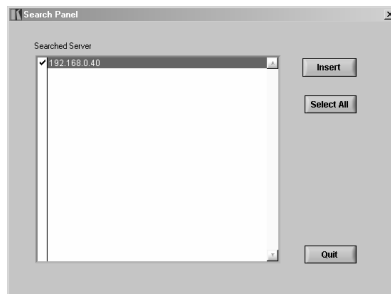 Search Panel
Searched Server
192.168.0.40
Insert
Select All
Quit